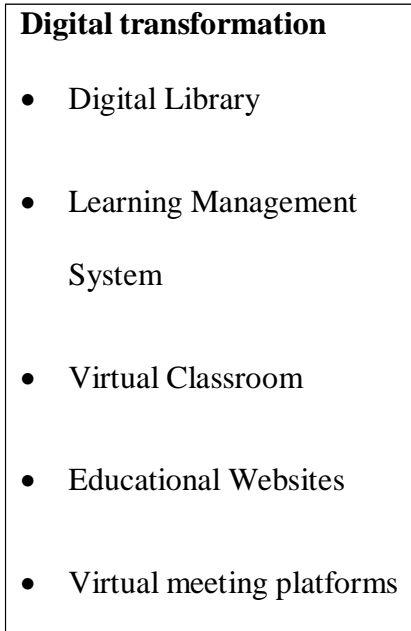 Digital transformation
• Digital Library
• Learning Management
System
• Virtual Classroom
• Educational Websites
• Virtual meeting platforms